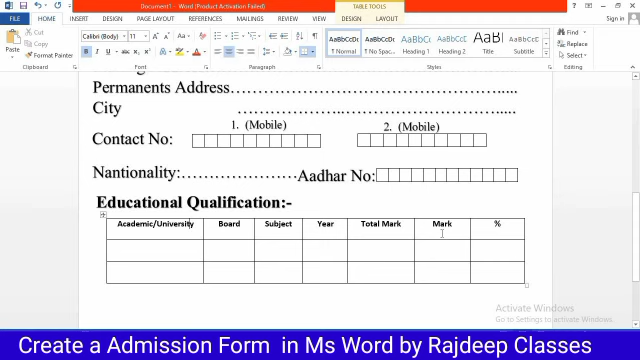 Document1 - Word (Product Activation Failed)
TABLE TOOLS
FILE HOME INSERT DESIGN PAGE LAYOUT REFERENCES MAILINGS REVIEW VIEW DESIGN LAYOUT Sign in
Paste
Cut
Copy
Format Painter
Clipboard
Calibri (Body) 11
Font
Paragraph
AaBbCcDc AaBbCcDc AaBbCc AaBbCc AaBl AaBbCcD
¶ Normal ¶ No Spac... Heading 1 Heading 2 Title Subtitle
Styles
Find
Replace
Select
Editing
Permanents Address……………………………………………....
City ………………………..…………………....
Contact No: 1. (Mobile) 2. (Mobile)
Nantionality:………………… Aadhar No:
Educational Qualification:-
Academic/University Board Subject Year Total Mark Mark %
Activate Windows
Go to Settings to activate Windows.
Create a Admission Form in Ms Word by Rajdeep Classes